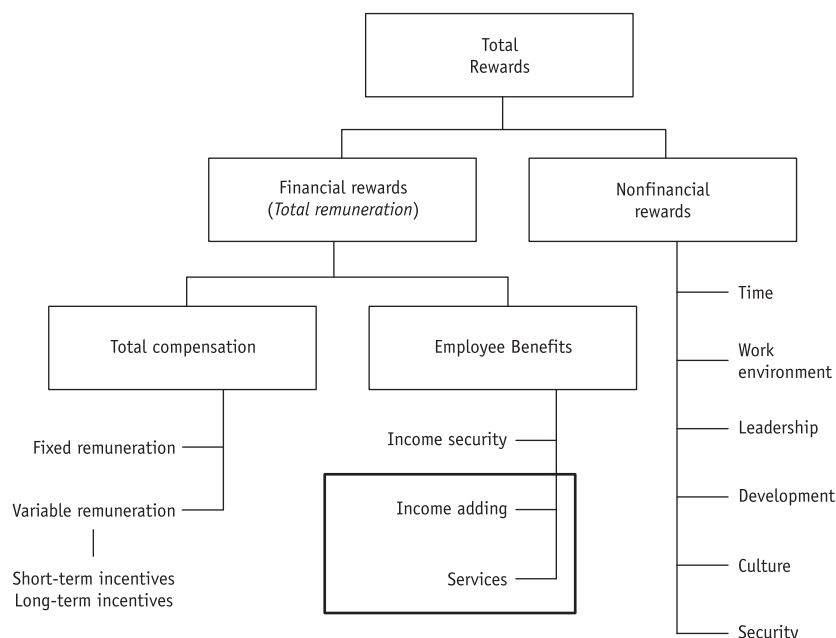 Total
Rewards
Financial rewards
(Total remuneration)
Nonfinancial
rewards
Total compensation
Employee Benefits
Fixed remuneration
Variable remuneration
Short-term incentives
Long-term incentives
Income security
Income adding
Services
Time
Work
environment
Leadership
Development
Culture
Security